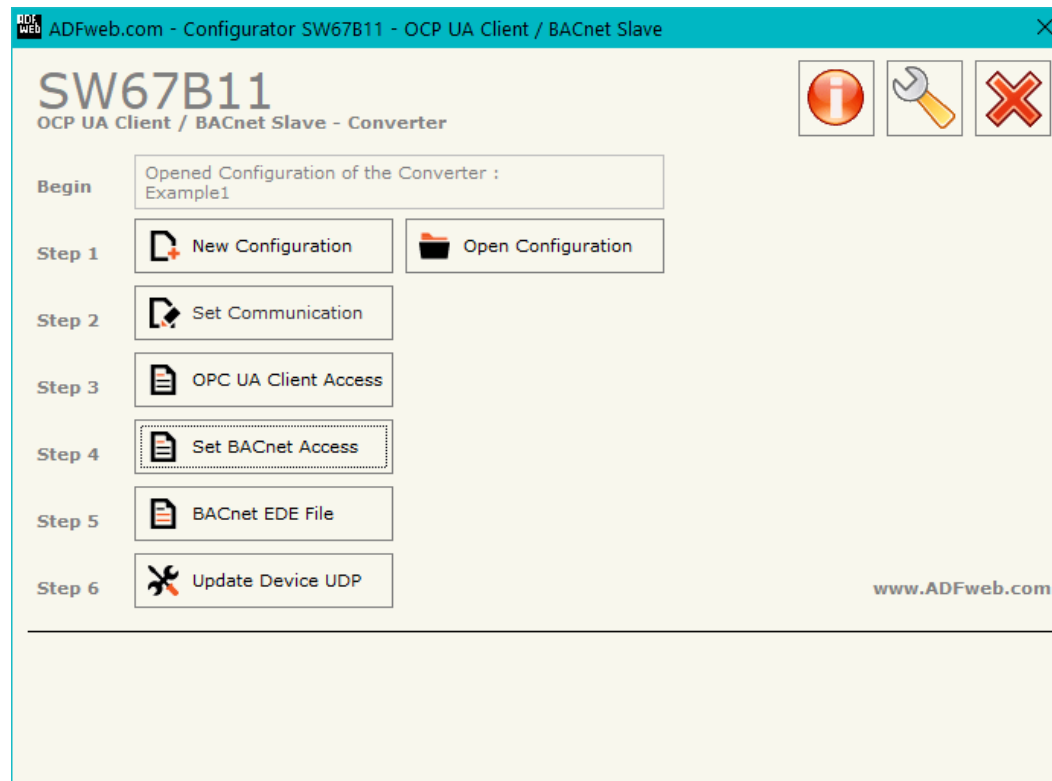 ADF
WEB
ADFweb.com - Configurator SW67B11 - OCP UA Client / BACnet Slave
SW67B11
OCP UA Client / BACnet Slave - Converter
Begin
Opened Configuration of the Converter :
Example1
Step 1
New Configuration
Open Configuration
Step 2
Set Communication
Step 3
OPC UA Client Access
Step 4
Set BACnet Access
Step 5
BACnet EDE File
Step 6
Update Device UDP
www.ADFweb.com